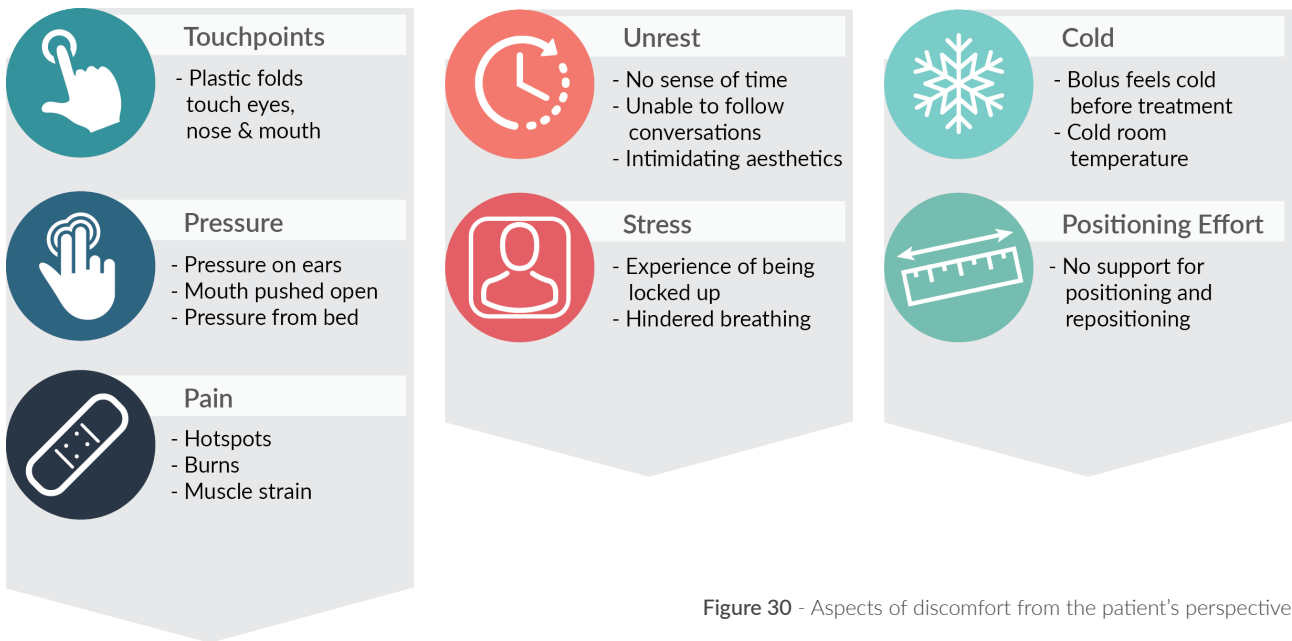 Touchpoints
- Plastic folds
touch eyes,
nose & mouth
Pressure
- Pressure on ears
- Mouth pushed open
- Pressure from bed
Pain
- Hotspots
- Burns
- Muscle strain
Unrest
- No sense of time
- Unable to follow
conversations
- Intimidating aesthetics
Stress
- Experience of being
locked up
- Hindered breathing
Cold
- Bolus feels cold
before treatment
- Cold room
temperature
Positioning Effort
- No support for
positioning and
repositioning
Figure 30 - Aspects of discomfort from the patient's perspective